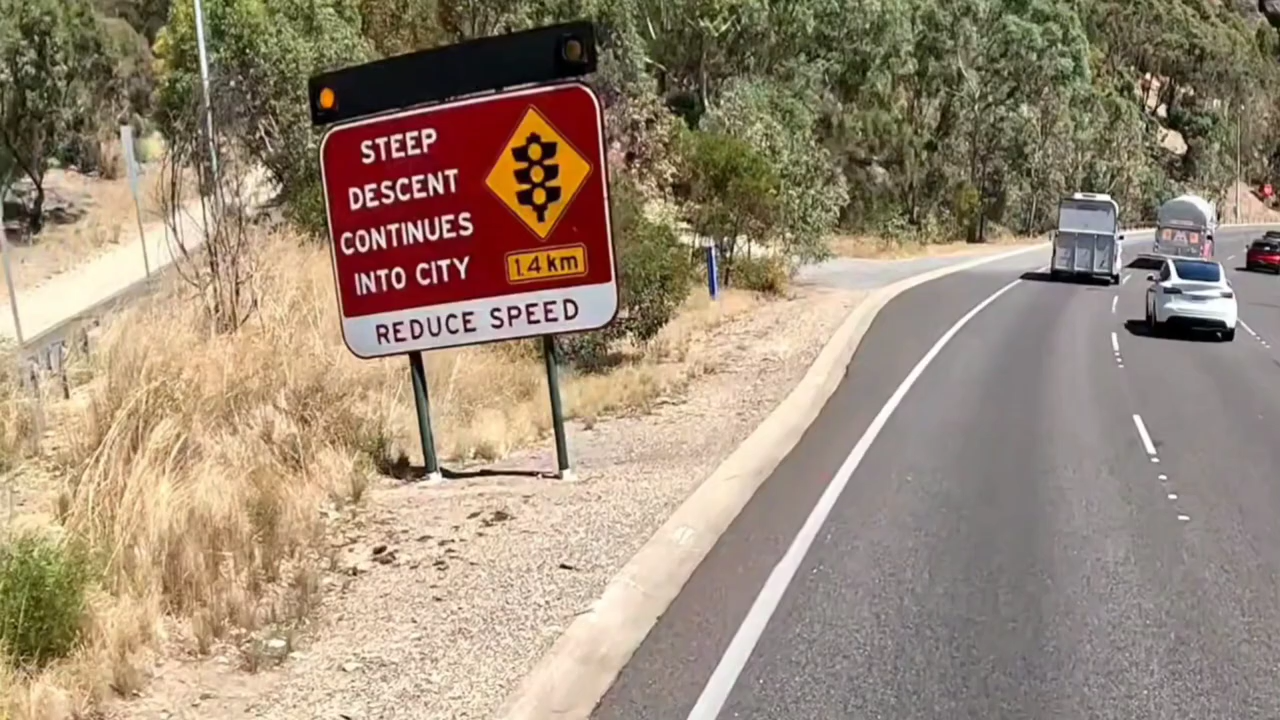 STEEP
DESCENT
CONTINUES
INTO CITY
1.4 km
REDUCE SPEED